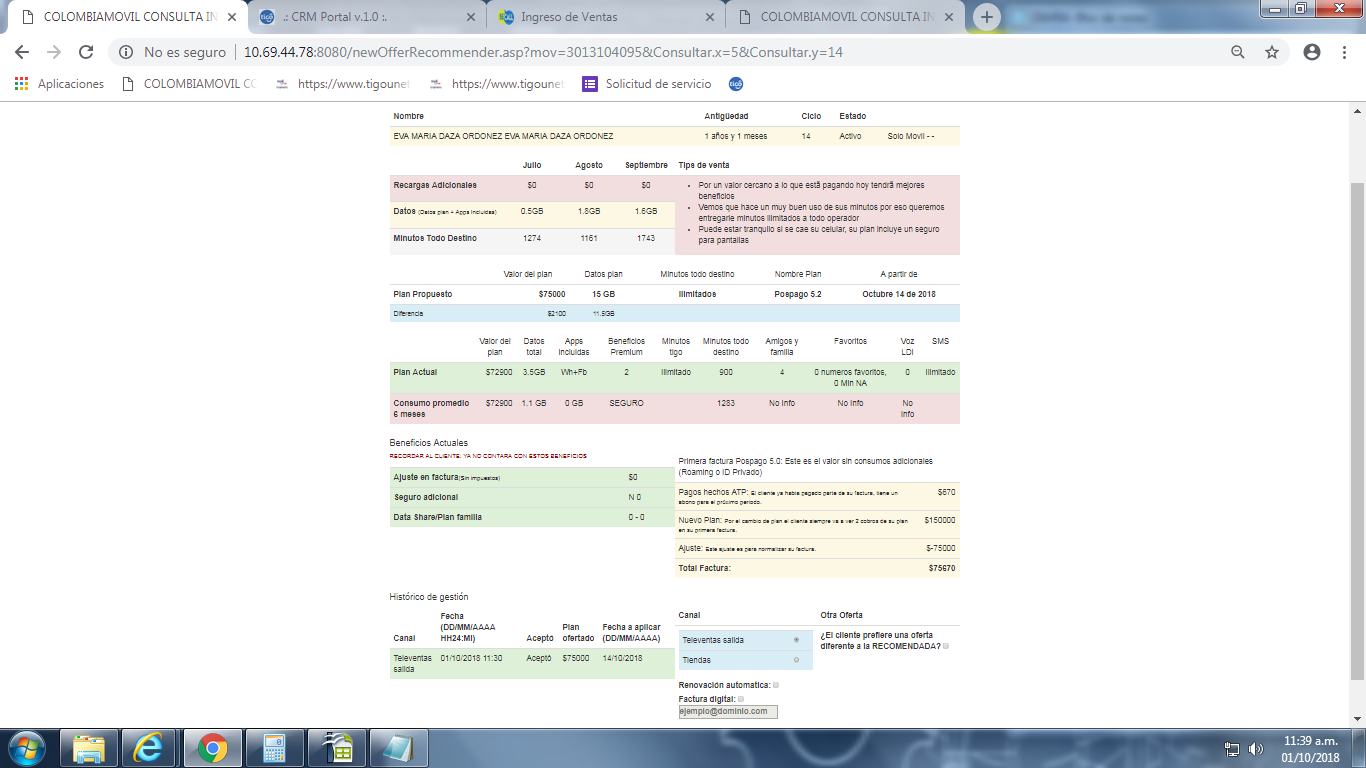 COLOMBIAMOVIL CONSULTA IN
.: CRM Portal v.1.0 :.
Ingreso de Ventas
COLOMBIAMOVIL CONSULTA IN
No es seguro | 10.69.44.78:8080/newOfferRecommender.asp?mov=3013104095&Consultar.x=5&Consultar.y=14
Aplicaciones COLOMBIAMOVIL CO https://www.tigounet https://www.tigounet Solicitud de servicio
Nombre Antigüedad Ciclo Estado
EVA MARIA DAZA ORDONEZ EVA MARIA DAZA ORDONEZ 1 años y 1 meses 14 Activo Solo Movil - -
Julio Agosto Septiembre Tips de venta
Recargas Adicionales $0 $0 $0
Datos (Datos plan + Apps incluidas) 0.5GB 1.8GB 1.6GB
Minutos Todo Destino 1274 1161 1743
Por un valor cercano a lo que estã pagando hoy tendrã mejores
beneficios
Vemos que hace un muy buen uso de sus minutos por eso queremos
entregarle minutos ilimitados a todo operador
Puede estar tranquilo si se cae su celular, su plan incluye un seguro
para pantallas
Valor del plan Datos plan Minutos todo destino Nombre Plan A partir de
Plan Propuesto $75000 15 GB Ilimitados Pospago 5.2 Octubre 14 de 2018
Diferencia $2100 11.5GB
Valor del plan Datos total Apps incluidas Beneficios Premium Minutos tigo Minutos todo destino Amigos y familia Favoritos Voz LDI SMS
Plan Actual $72900 3.5GB Wh+Fb 2 Ilimitado 900 4 0 numeros favoritos, 0 Min NA 0 Ilimitado
Consumo promedio 6 meses $72900 1.1 GB 0 GB SEGURO 1283 No Info No Info No Info
Beneficios Actuales
RECORDAR AL CLIENTE: YA NO CONTARA CON ESTOS BENEFICIOS
Ajuste en factura(Sin impuestos) $0
Seguro adicional N 0
Data Share/Plan familia 0 - 0
Primera factura Pospago 5.0: Este es el valor sin consumos adicionales
(Roaming o ID Privado)
Pagos hechos ATP: El cliente ya habia pagado parte de su factura, tiene un
abono para el próximo periodo. $670
Nuevo Plan: Por el cambio de plan el cliente siempre va a ver 2 cobros de su plan
en su primera factura. $150000
Ajuste: Este ajuste es para normalizar su factura. $-75000
Total Factura: $75670
Histórico de gestión
Canal Fecha (DD/MM/AAAA HH24:MI) Aceptó Plan ofertado Fecha a aplicar (DD/MM/AAAA)
Televentas salida 01/10/2018 11:30 Aceptó $75000 14/10/2018
Canal Otra Oferta
Televentas salida
Tiendas
¿El cliente prefiere una oferta
diferente a la RECOMENDADA?
Renovación automatica:
Factura digital:
ejemplo@dominio.com
11:39 a.m.
01/10/2018